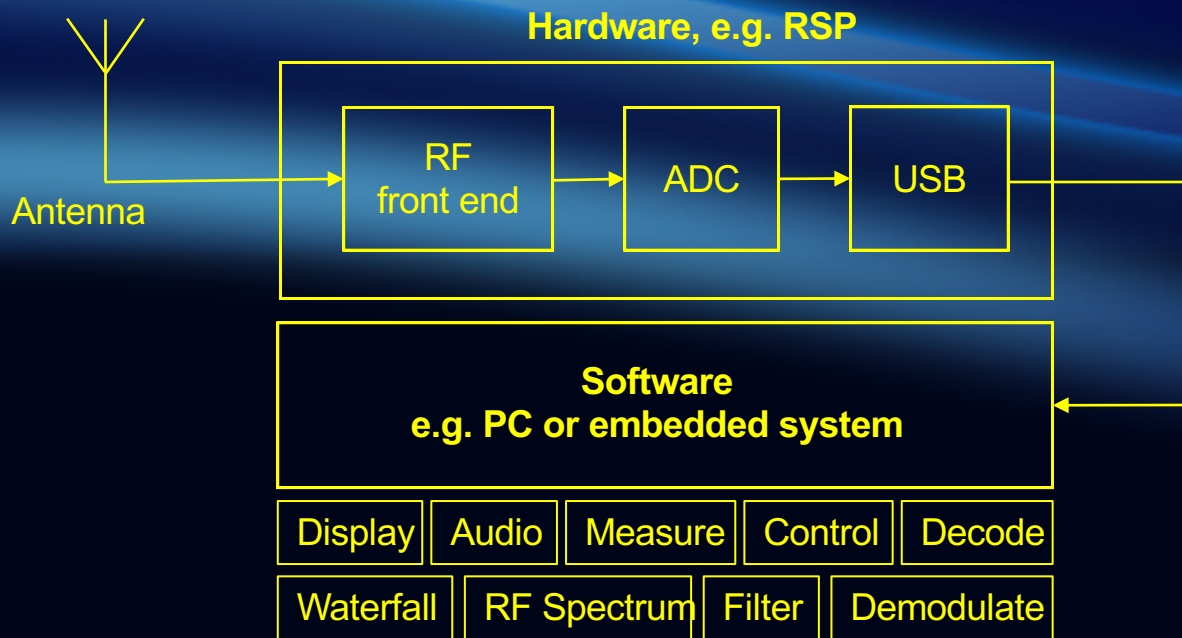 Hardware, e.g. RSP
RF
front end
ADC
USB
Antenna
Software
e.g. PC or embedded system
Display
Audio
Measure
Control
Decode
Waterfall
RF Spectrum
Filter
Demodulate